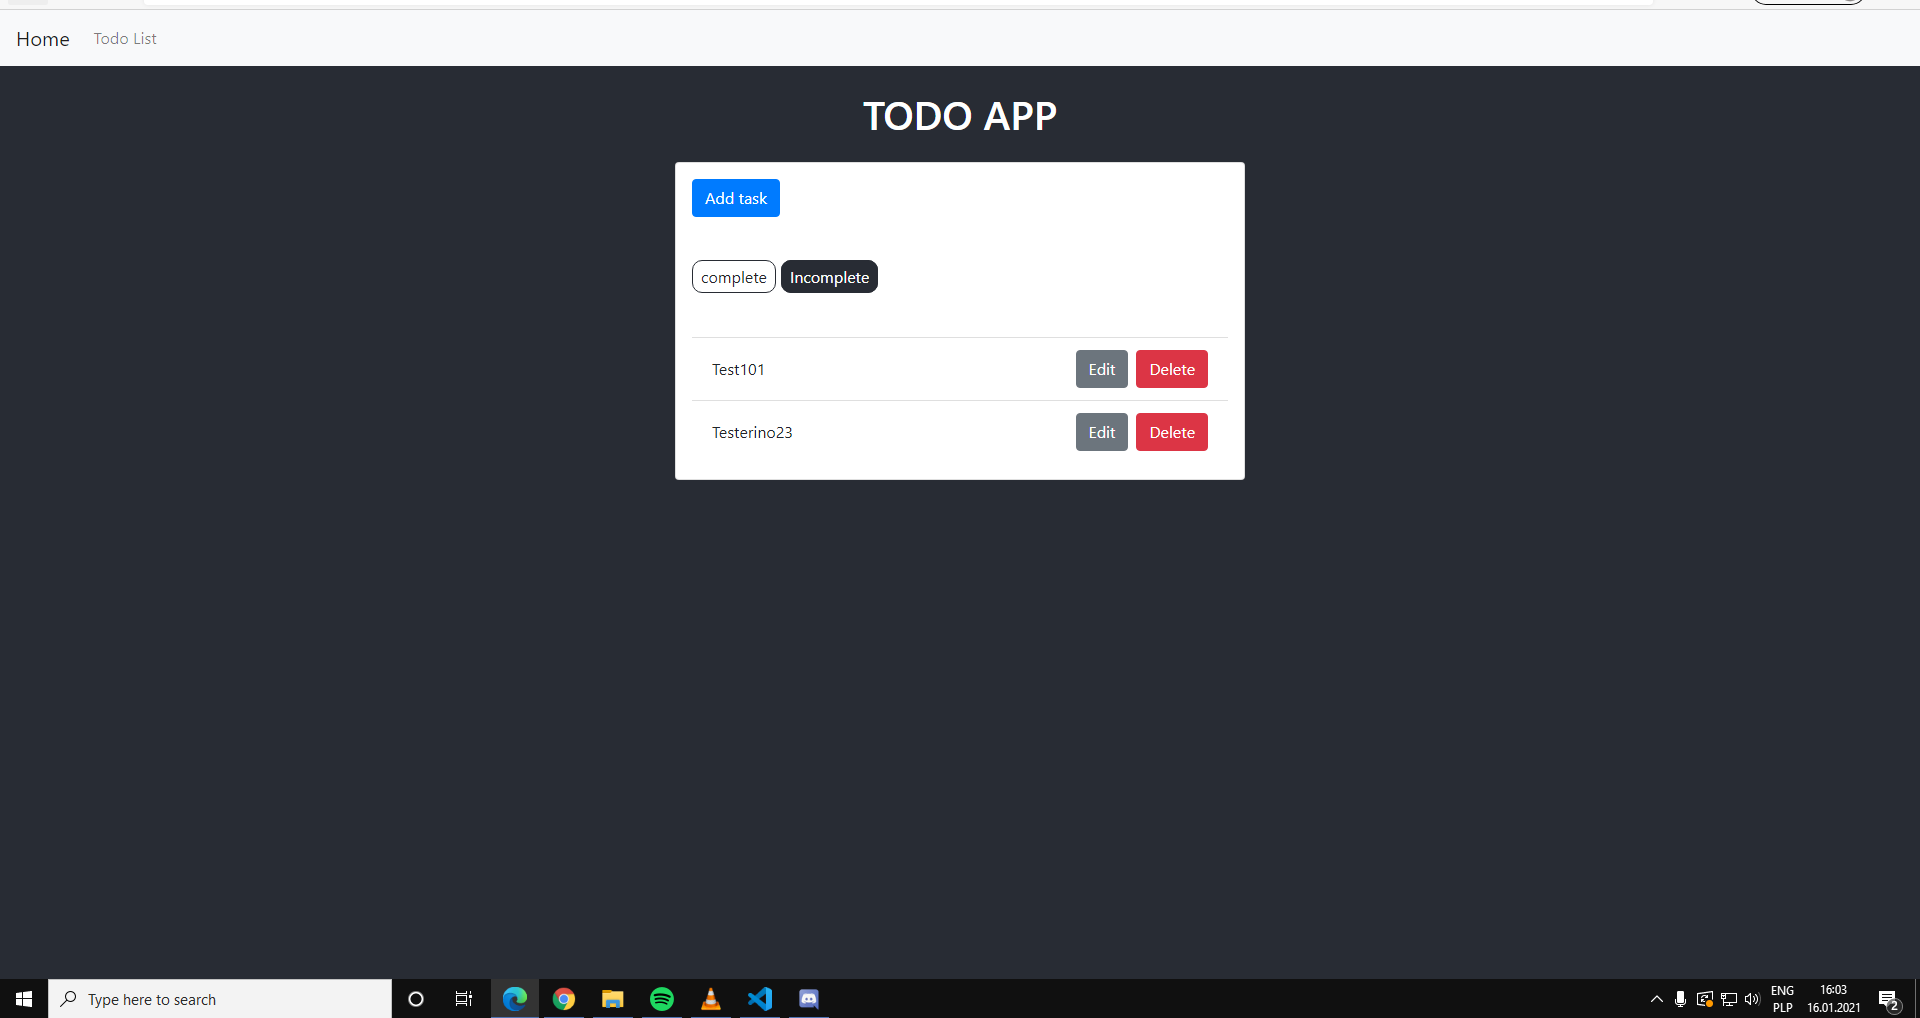 Home Todo List
TODO APP
Add task
complete Incomplete
Test101 Edit Delete
Testerino23 Edit Delete
Type here to search
ENG 16:03
PLP 16.01.2021
2